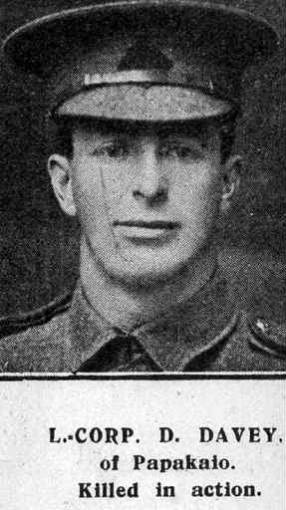 L.-CORP. D. DAVEY,
of Papakaio.
Killed in action.